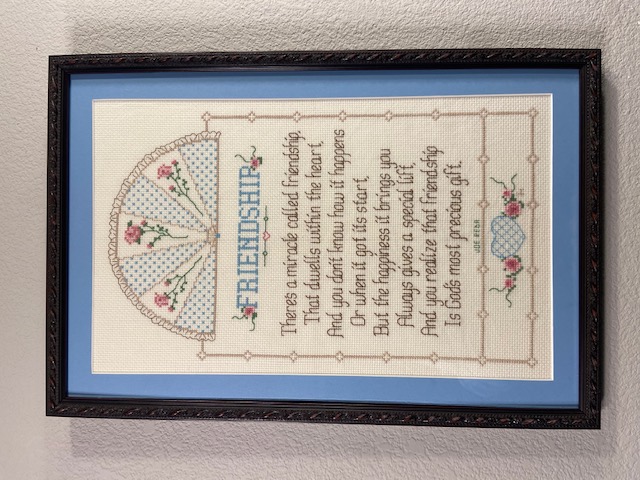 FRIENDSHIP
There's a miracle called friendship,
That dwells within the heart,
And you don't know how it happens
Or when it got its start.
But the happiness it brings you
Always gives a special lift,
And you realize that friendship
Is God's most precious gift.